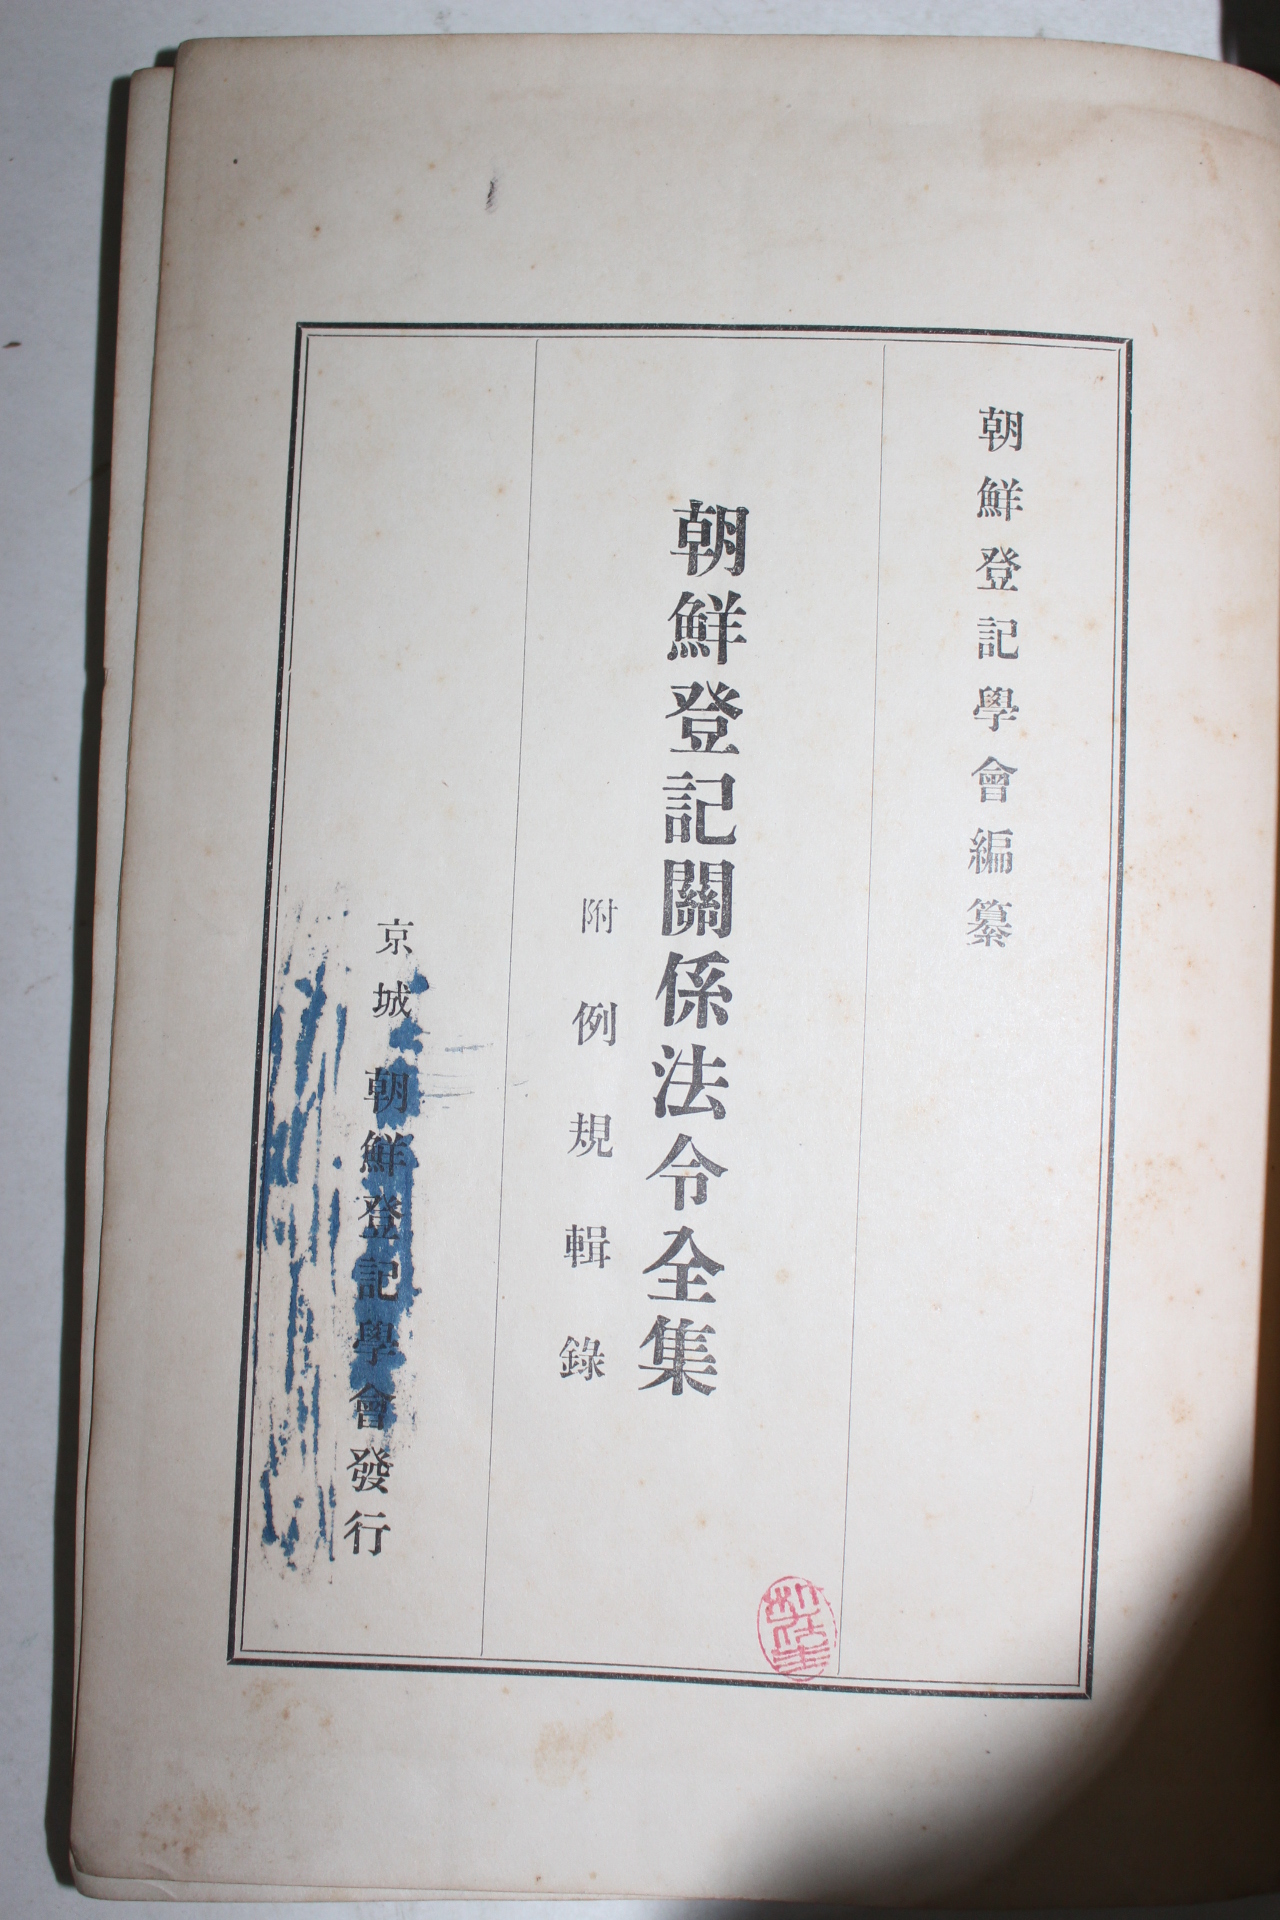 朝鮮登記學會編纂
朝鮮登記關係法令全集
附例規輯錄
京城 朝鮮登記學會發行